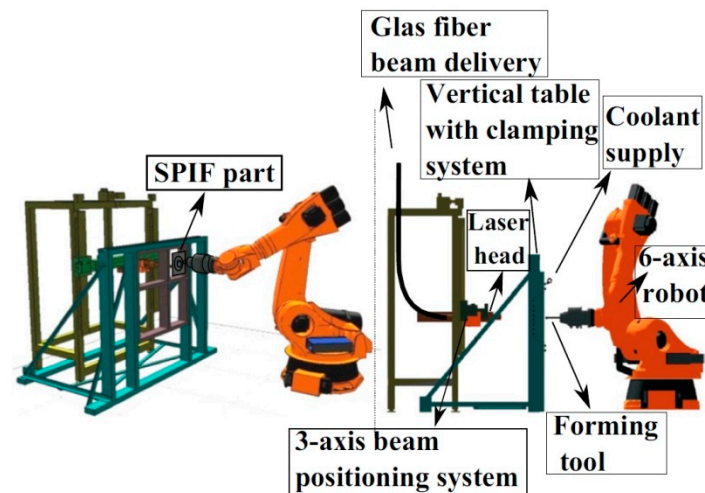 Glas fiber
beam delivery
Vertical table
with clamping
system
Coolant
supply
SPIF part
Laser
head
6-axis
robot
3-axis beam
positioning system
Forming
tool